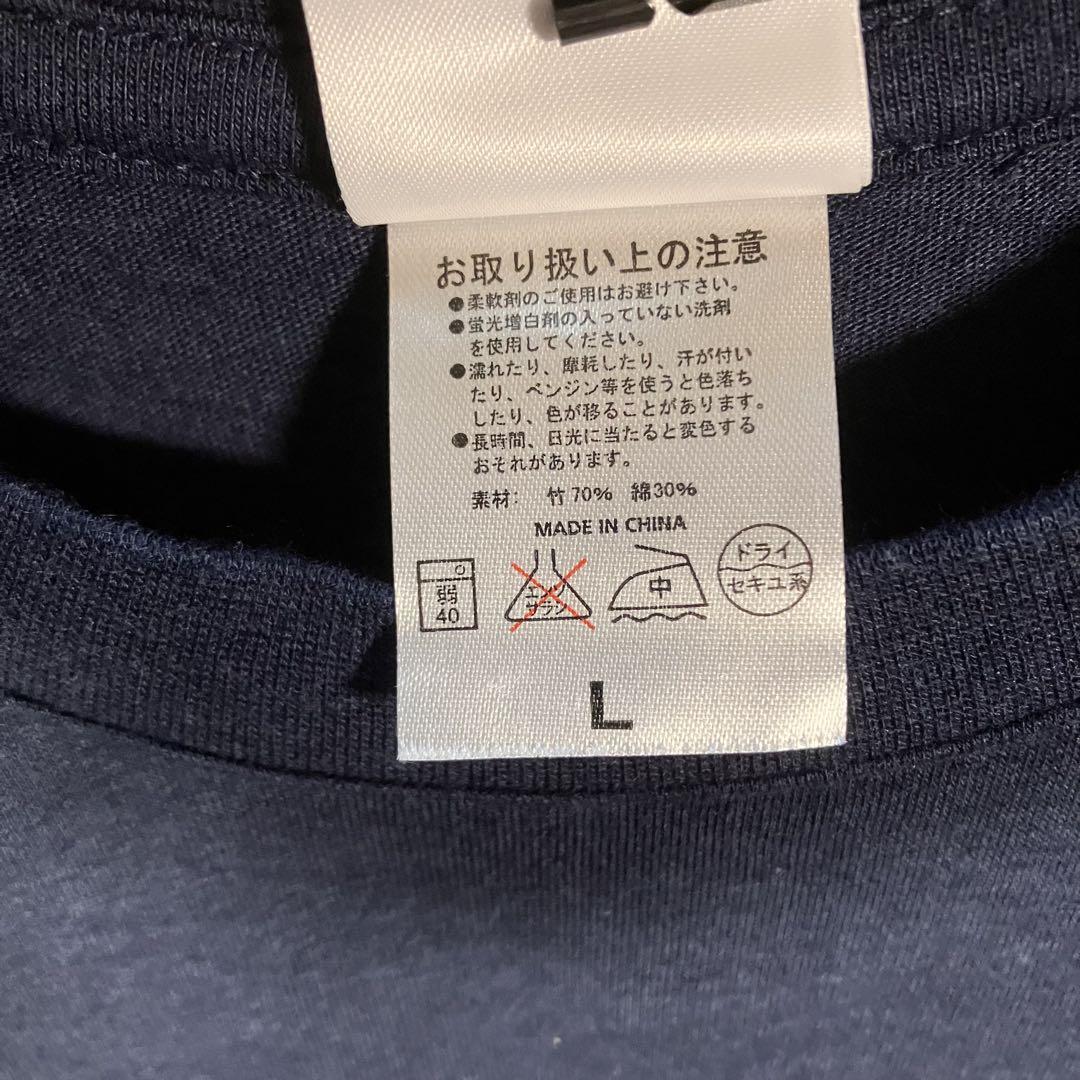 お取り扱い上の注意
●柔軟剤のご使用はお避け下さい。
●蛍光増白剤の入っていない洗剤
を使用してください。
●濡れたり、摩耗したり、汗が付い
たり、ベンジン等を使うと色落ち
したり、色が移ることがあります。
●長時間、日光に当たると変色する
おそれがあります。
素材: 竹70% 綿30%
MADE IN CHINA
弱
40
エンソ
サラシ
中
ドライ
セキユ系
L